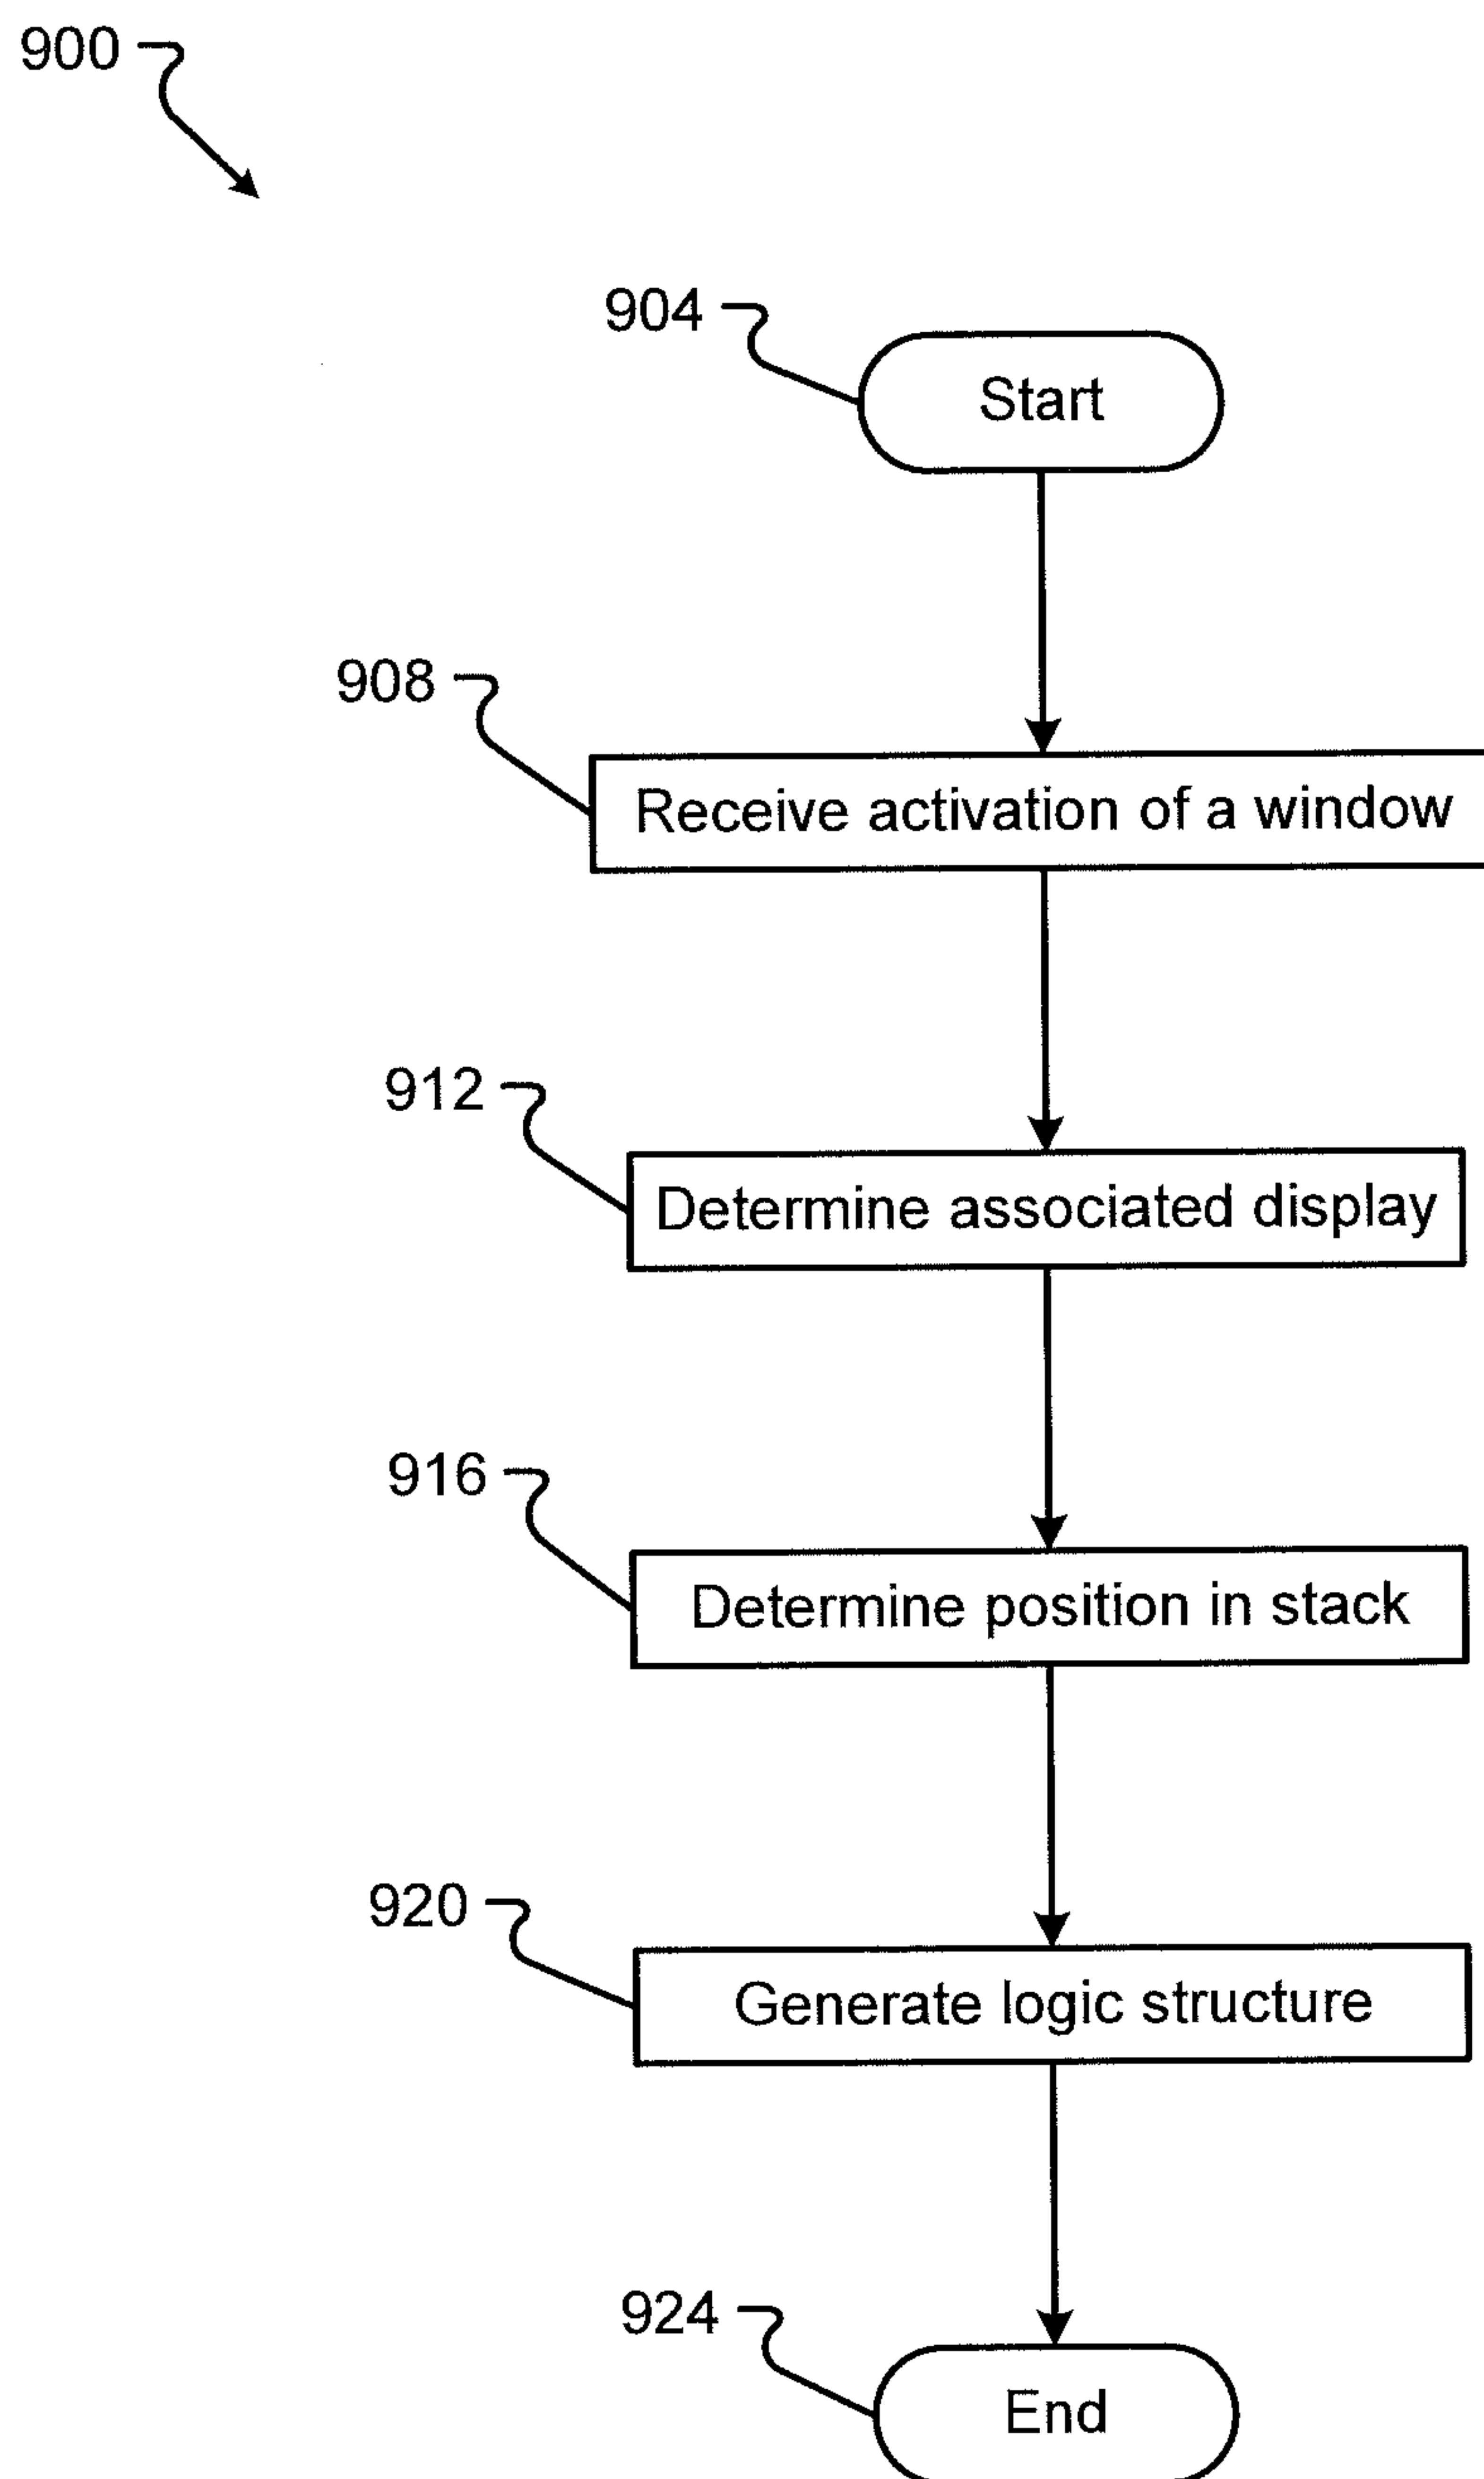 900
904
Start
908
Receive activation of a window
912
Determine associated display
916
Determine position in stack
920
Generate logic structure
924
End